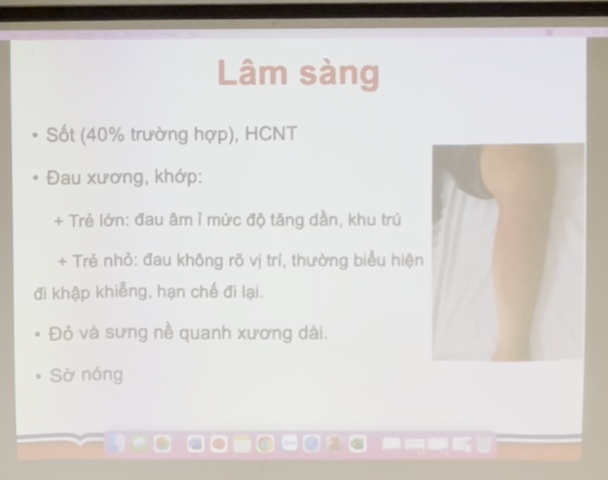 Lâm sàng
• Sốt (40% trường hợp), HCNT
• Đau xương, khớp:
+ Trẻ lớn: đau âm ỉ mức độ tăng dần, khu trú
+ Trẻ nhỏ: đau không rõ vị trí, thường biểu hiện
đi khập khiễng, hạn chế đi lại.
• Đỏ và sưng nề quanh xương dài.
• Sờ nóng